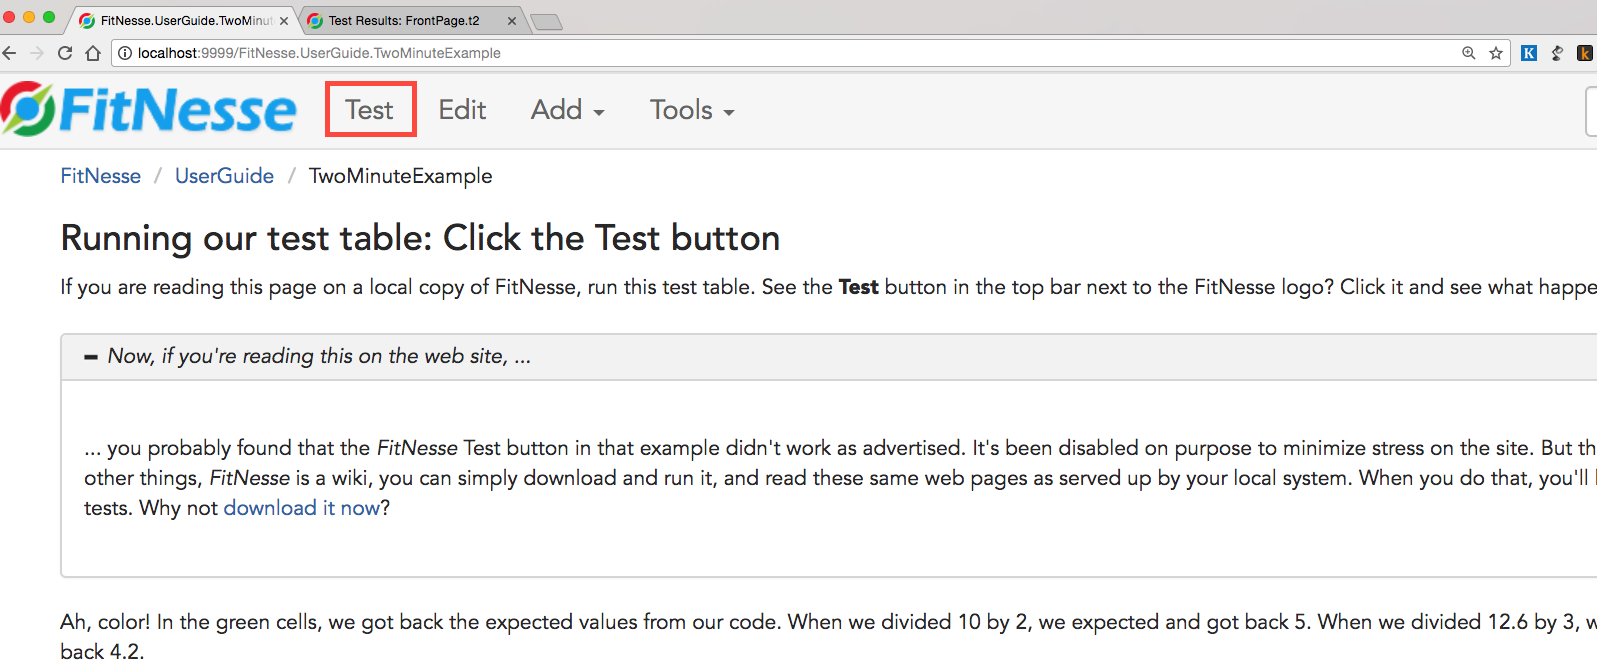 FitNesse.UserGuide.TwoMinut
Test Results: FrontPage.t2
localhost:9999/FitNesse.UserGuide.TwoMinuteExample
K
k
FitNesse
Test Edit Add Tools
FitNesse / UserGuide / TwoMinuteExample
Running our test table: Click the Test button
If you are reading this page on a local copy of FitNesse, run this test table. See the Test button in the top bar next to the FitNesse logo? Click it and see what happe
Now, if you're reading this on the web site, ...
... you probably found that the FitNesse Test button in that example didn't work as advertised. It's been disabled on purpose to minimize stress on the site. But th
other things, FitNesse is a wiki, you can simply download and run it, and read these same web pages as served up by your local system. When you do that, you'll
tests. Why not download it now?
Ah, color! In the green cells, we got back the expected values from our code. When we divided 10 by 2, we expected and got back 5. When we divided 12.6 by 3, w
back 4.2.